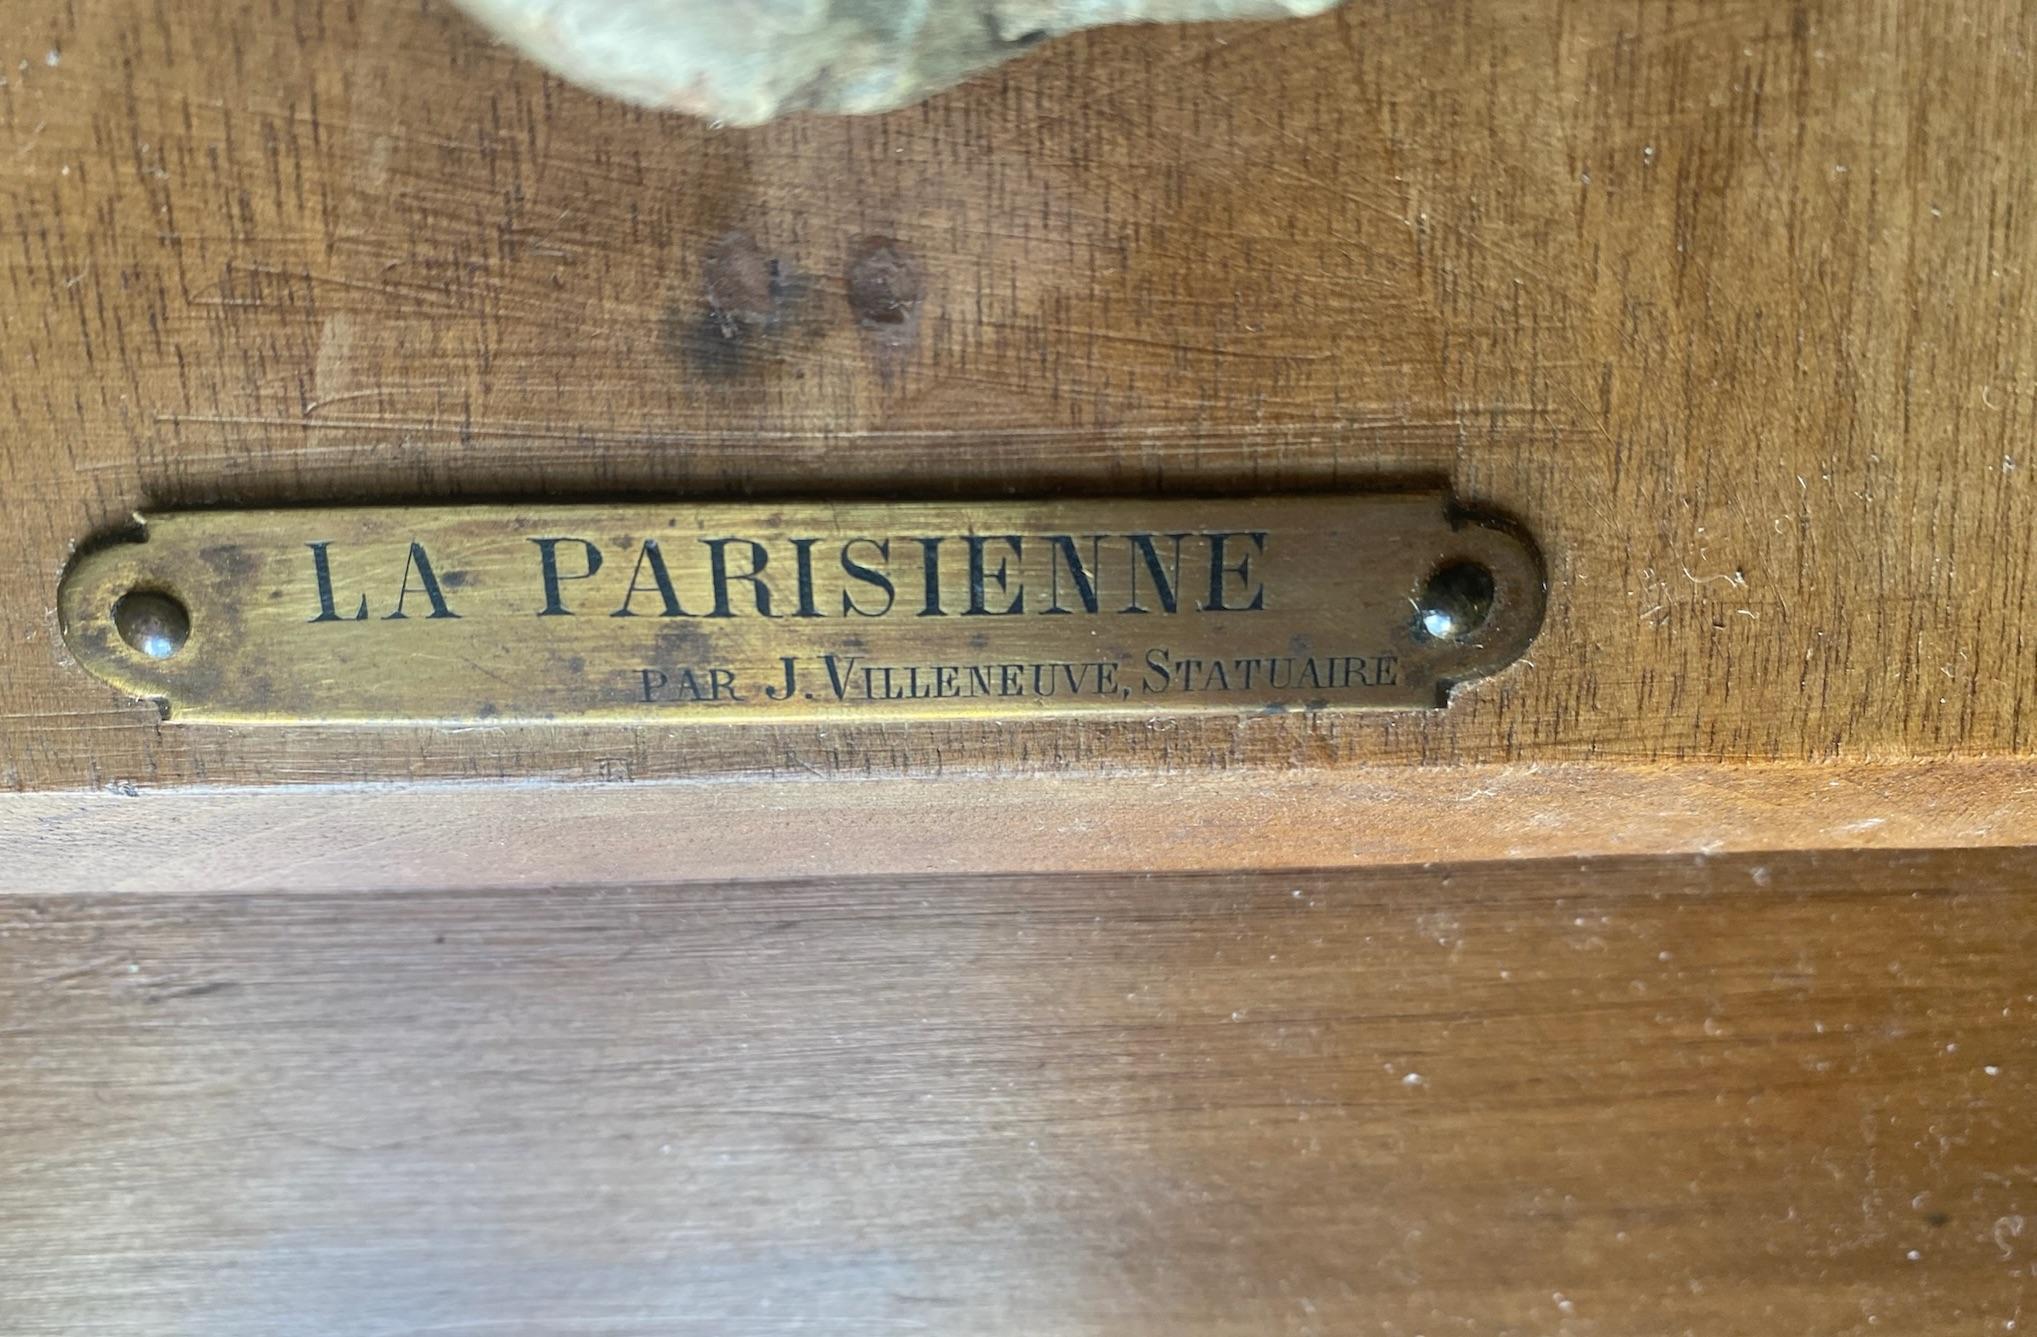 LA PARISIENNE
PAR J. VILLENEUVE, STATUAIRE